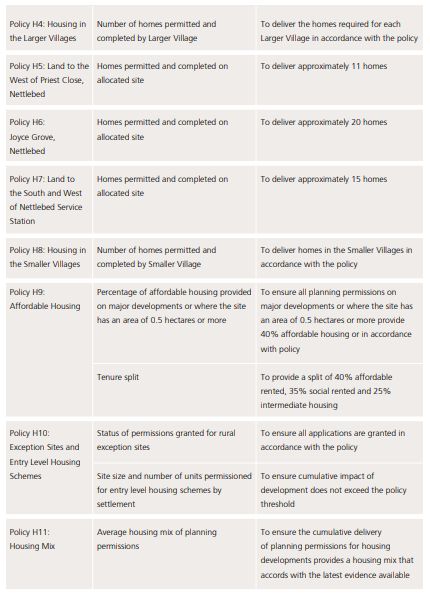 Policy H4: Housing in
the Larger Villages
Number of homes permitted and
completed by Larger Village
To deliver the homes required for each
Larger Village in accordance with the policy
Policy H5: Land to the
West of Priest Close,
Nettlebed
Homes permitted and completed on
allocated site
To deliver approximately 11 homes
Policy H6:
Joyce Grove,
Nettlebed
Homes permitted and completed on
allocated site
To deliver approximately 20 homes
Policy H7: Land to
the South and West
of Nettlebed Service
Station
Homes permitted and completed on
allocated site
To deliver approximately 15 homes
Policy H8: Housing in
the Smaller Villages
Number of homes permitted and
completed by Smaller Village
To deliver homes in the Smaller Villages in
accordance with the policy
Policy H9:
Affordable Housing
Percentage of affordable housing provided
on major developments or where the site
has an area of 0.5 hectares or more
To ensure all planning permissions on
major developments or where the site has
an area of 0.5 hectares or more provide
40% affordable housing or in accordance
with policy
Tenure split
To provide a split of 40% affordable
rented, 35% social rented and 25%
intermediate housing
Policy H10:
Exception Sites and
Entry Level Housing
Schemes
Status of permissions granted for rural
exception sites
To ensure all applications are granted in
accordance with the policy
Site size and number of units permissioned
for entry level housing schemes by
settlement
To ensure cumulative impact of
development does not exceed the policy
threshold
Policy H11:
Housing Mix
Average housing mix of planning
permissions
To ensure the cumulative delivery
of planning permissions for housing
developments provides a housing mix that
accords with the latest evidence available